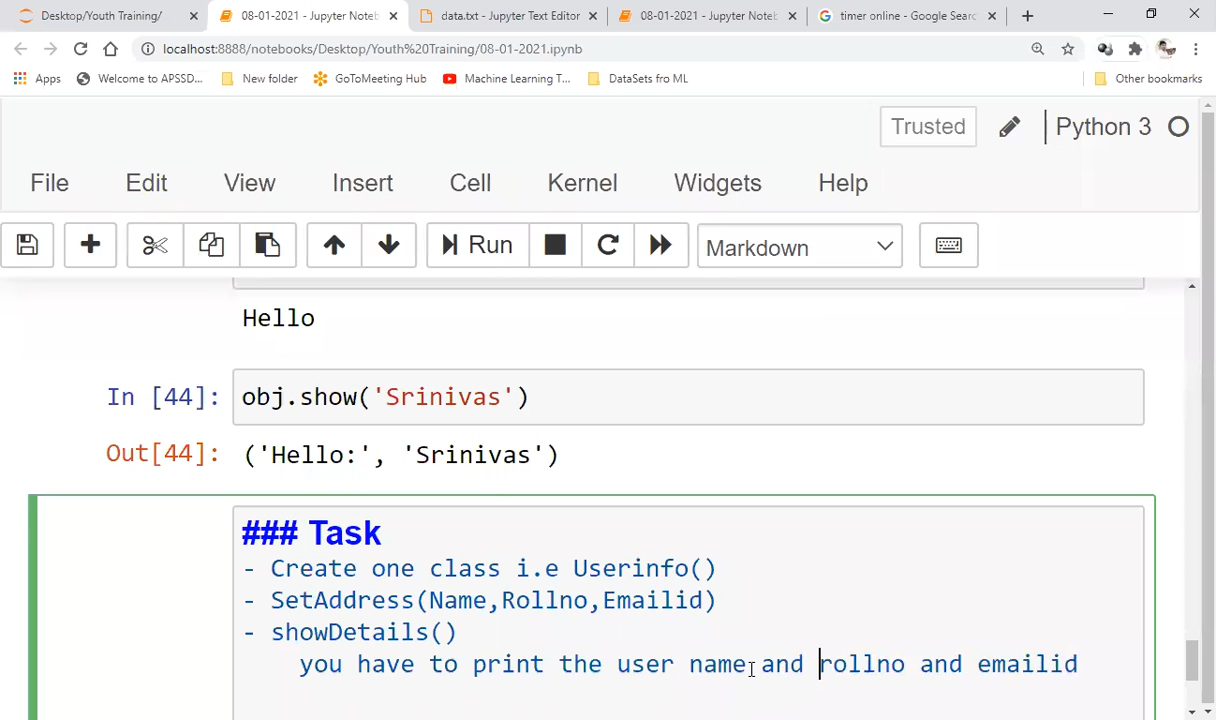 Desktop/Youth Training/
08-01-2021 - Jupyter Noteb
data.txt - Jupyter Text Editor
08-01-2021 - Jupyter Noteb
timer online - Google Searc
localhost:8888/notebooks/Desktop/Youth%20Training/08-01-2021.ipynb
Apps
Welcome to APSSD...
New folder
GoToMeeting Hub
Machine Learning T...
DataSets fro ML
Other bookmarks
Trusted
Python 3
File Edit View Insert Cell Kernel Widgets Help
Run
Markdown
Hello
In [44]: obj.show('Srinivas')
Out[44]: ('Hello:', 'Srinivas')
### Task
- Create one class i.e Userinfo()
- SetAddress(Name,Rollno,Emailid)
- showDetails()
you have to print the user name and rollno and emailid